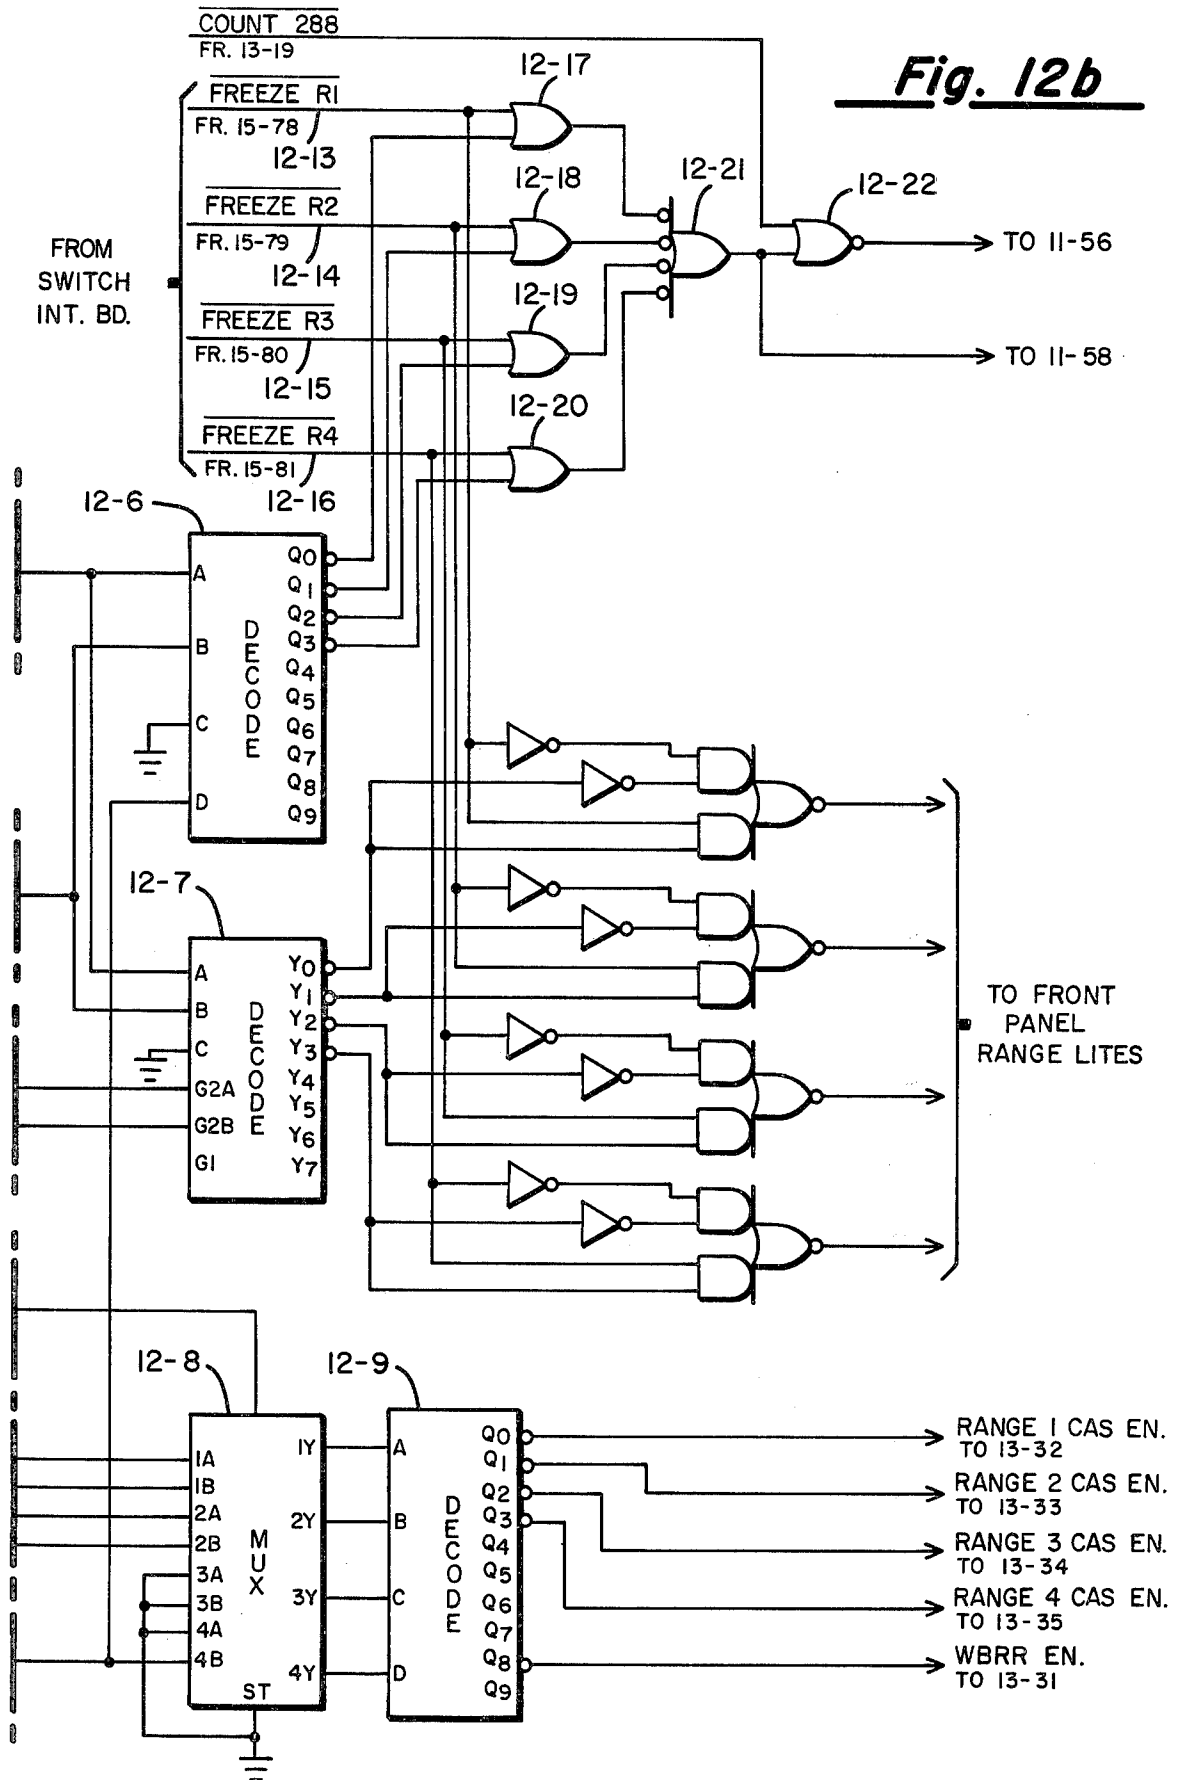 COUNT 288
FR. 13-19
Fig. 12b
12-17
FREEZE R1
FR. 15-78
12-13
12-18
12-21
12-22
FREEZE R2
FR. 15-79
12-14
TO 11-56
FROM
SWITCH
INT. BD.
12-19
FREEZE R3
FR. 15-80
12-15
TO 11-58
12-20
FREEZE R4
FR. 15-81
12-16
12-6
A
B
C
D
DECODE
Q0
Q1
Q2
Q3
Q4
Q5
Q6
Q7
Q8
Q9
12-7
A
B
C
G2A
G2B
G1
DECODE
Y0
Y1
Y2
Y3
Y4
Y5
Y6
Y7
TO FRONT
PANEL
RANGE LITES
12-8
1A
1B
2A
2B
3A
3B
4A
4B
MUX
ST
1Y
2Y
3Y
4Y
12-9
A
B
C
D
DECODE
Q0
Q1
Q2
Q3
Q4
Q5
Q6
Q7
Q8
Q9
RANGE 1 CAS EN.
TO 13-32
RANGE 2 CAS EN.
TO 13-33
RANGE 3 CAS EN.
TO 13-34
RANGE 4 CAS EN.
TO 13-35
WBRR EN.
TO 13-31